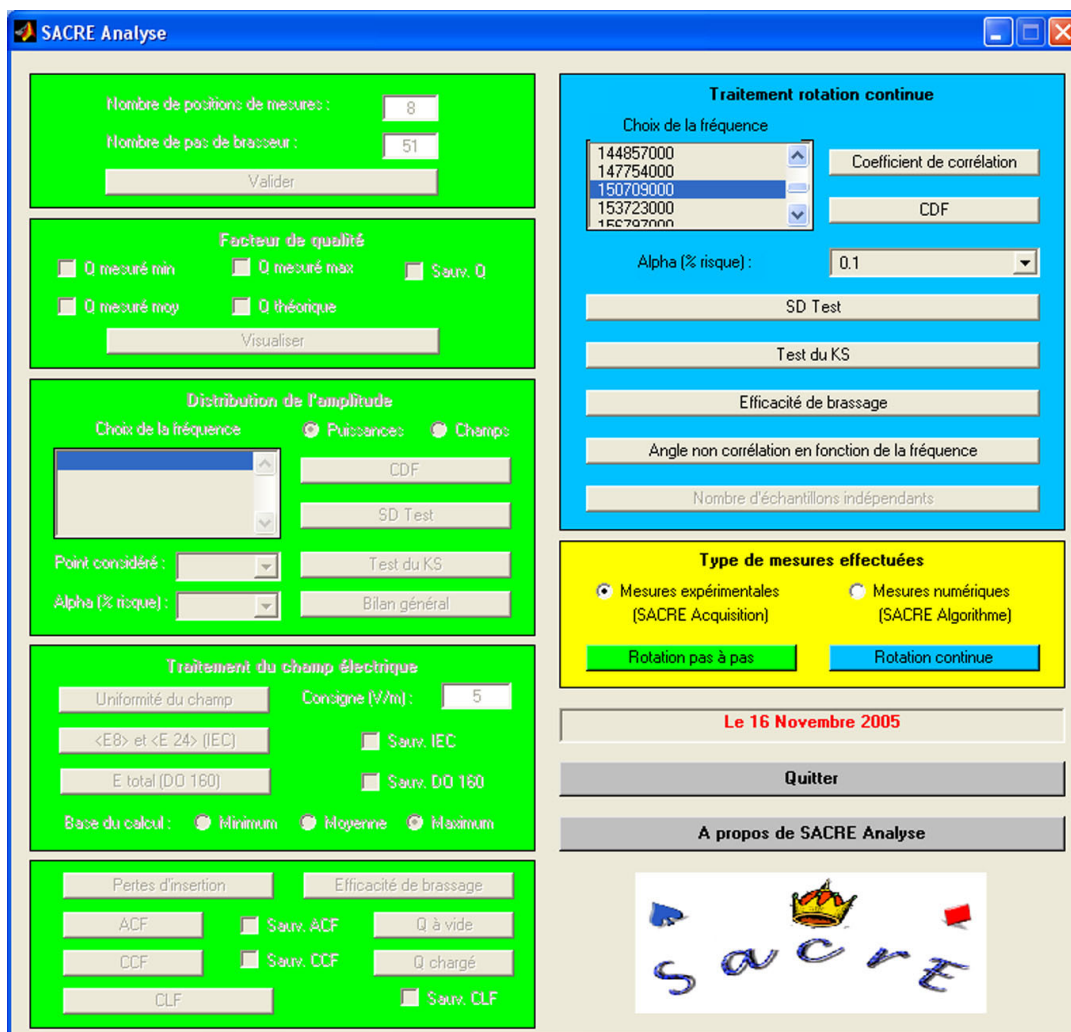 SACRE Analyse
Nombre de positions de mesures :
8
Nombre de pas de brasseur :
51
Valider
Facteur de qualité
Q mesuré min
Q mesuré max
Sauv. Q
Q mesuré moy
Q théorique
Visualiser
Distribution de l'amplitude
Choix de la fréquence
Puissances
Champs
CDF
SD Test
Point considéré :
Test du KS
Alpha (% risque) :
Bilan général
Traitement du champ électrique
Uniformité du champ
Consigne (V/m) :
5
<E8> et <E 24> (IEC)
Sauv. IEC
E total (DO 160)
Sauv. DO 160
Base du calcul :
Minimum
Moyenne
Maximum
Pertes d'insertion
Efficacité de brassage
ACF
Sauv. ACF
Q à vide
CCF
Sauv. CCF
Q chargé
CLF
Sauv. CLF
Traitement rotation continue
Choix de la fréquence
144857000
147754000
150709000
153723000
156797000
Coefficient de corrélation
CDF
Alpha (% risque) :
0.1
SD Test
Test du KS
Efficacité de brassage
Angle non corrélation en fonction de la fréquence
Nombre d'échantillons indépendants
Type de mesures effectuées
Mesures expérimentales
(SACRE Acquisition)
Mesures numériques
(SACRE Algorithme)
Rotation pas à pas
Rotation continue
Le 16 Novembre 2005
Quitter
A propos de SACRE Analyse
SacrE